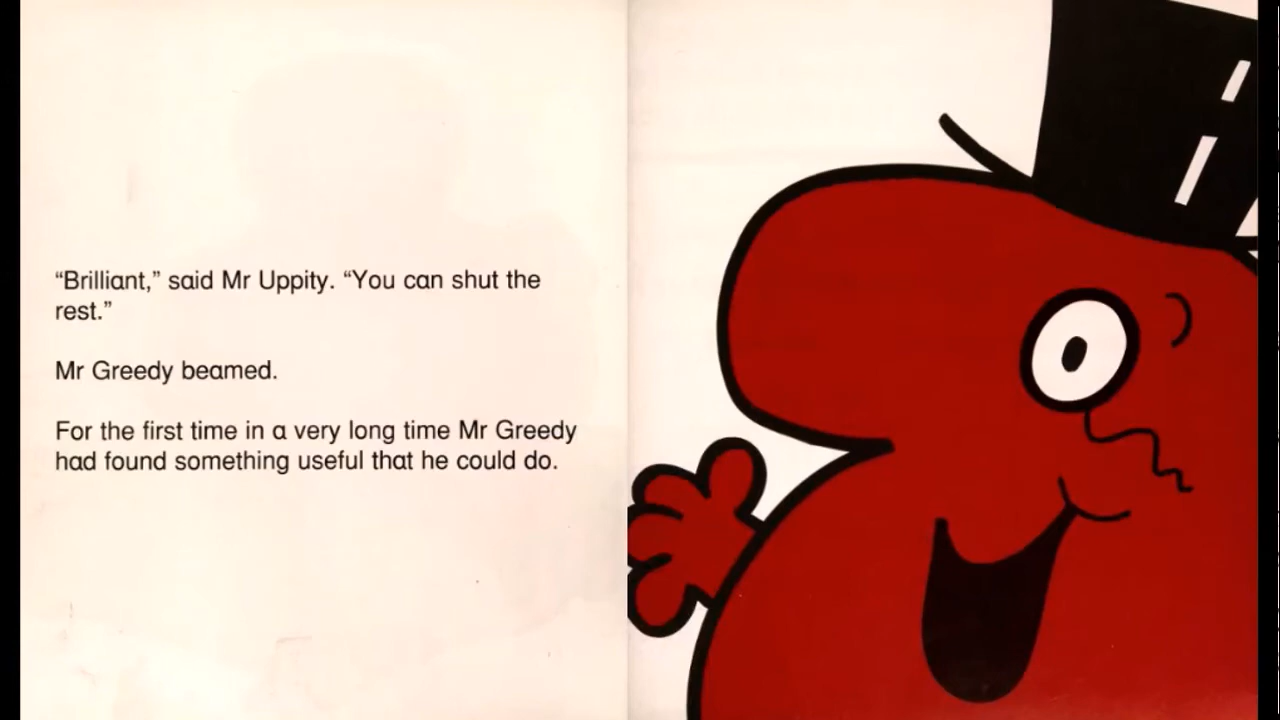 “Brilliant,” said Mr Uppity. “You can shut the
rest.”
Mr Greedy beamed.
For the first time in a very long time Mr Greedy
had found something useful that he could do.